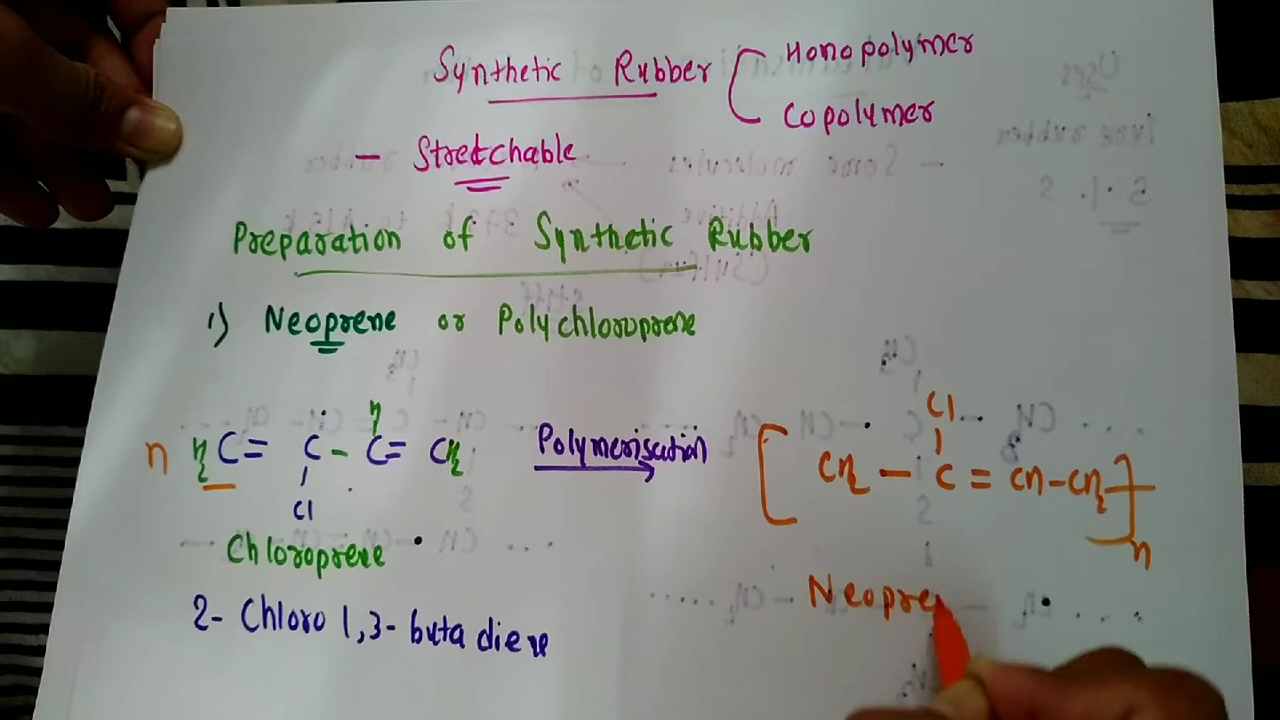 Synthetic Rubber Homopolymer
Copolymer
- Stretchable
Preparation of Synthetic Rubber
1) Neoprene or Polychloroprene
n H2C = C - C = CH2
H
Cl
Polymerisation
[ CH2 - C = CH - CH2 ] n
Cl
Chloroprene
2- Chloro 1,3- buta diene
Neopre